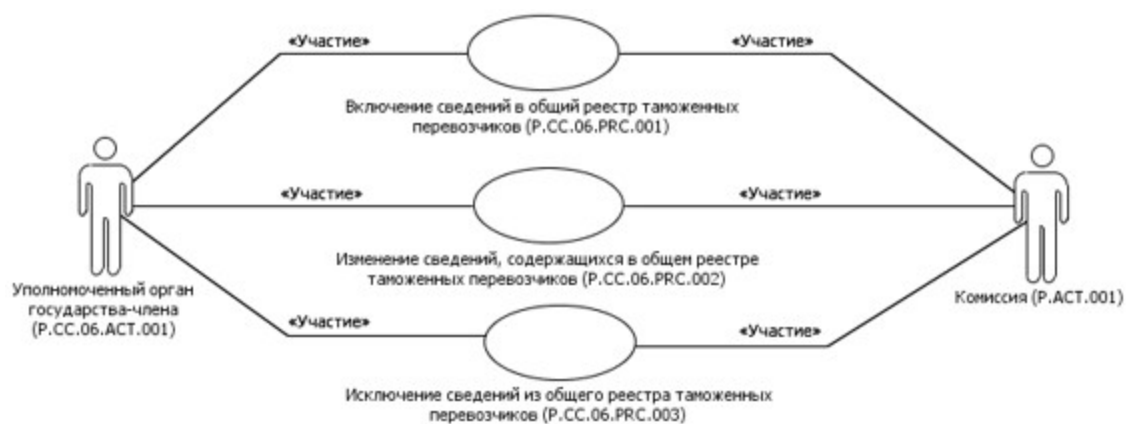 «Участие»
«Участие»
Включение сведений в общий реестр таможенных
перевозчиков (P.CC.06.PRC.001)
«Участие»
«Участие»
Изменение сведений, содержащихся в общем реестре
таможенных перевозчиков (P.CC.06.PRC.002)
Уполномоченный орган
государства-члена
(P.CC.06.ACT.001)
Комиссия (P.ACT.001)
«Участие»
«Участие»
Исключение сведений из общего реестра таможенных
перевозчиков (P.CC.06.PRC.003)